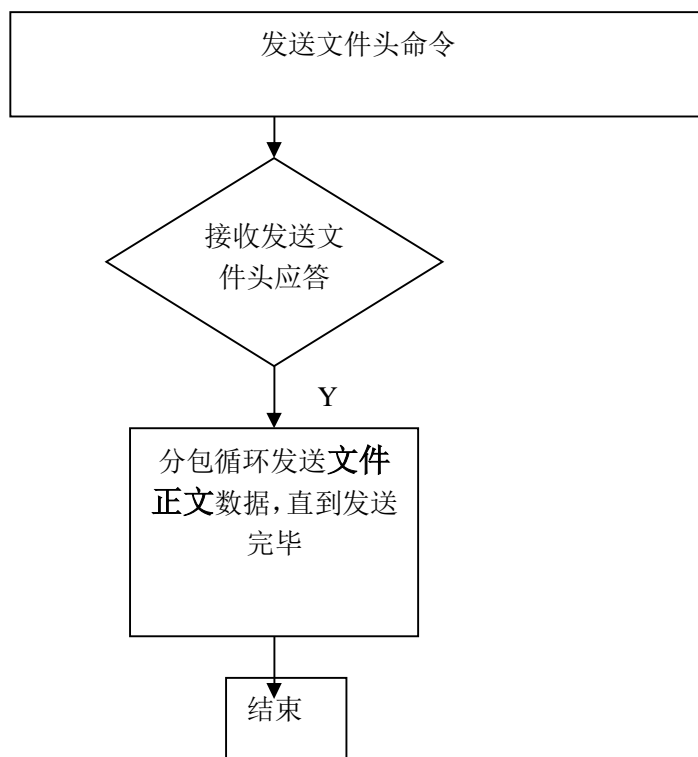 发送文件头命令
接收发送文
件头应答
Y
分包循环发送文件
正文数据，直到发送
完毕
结束